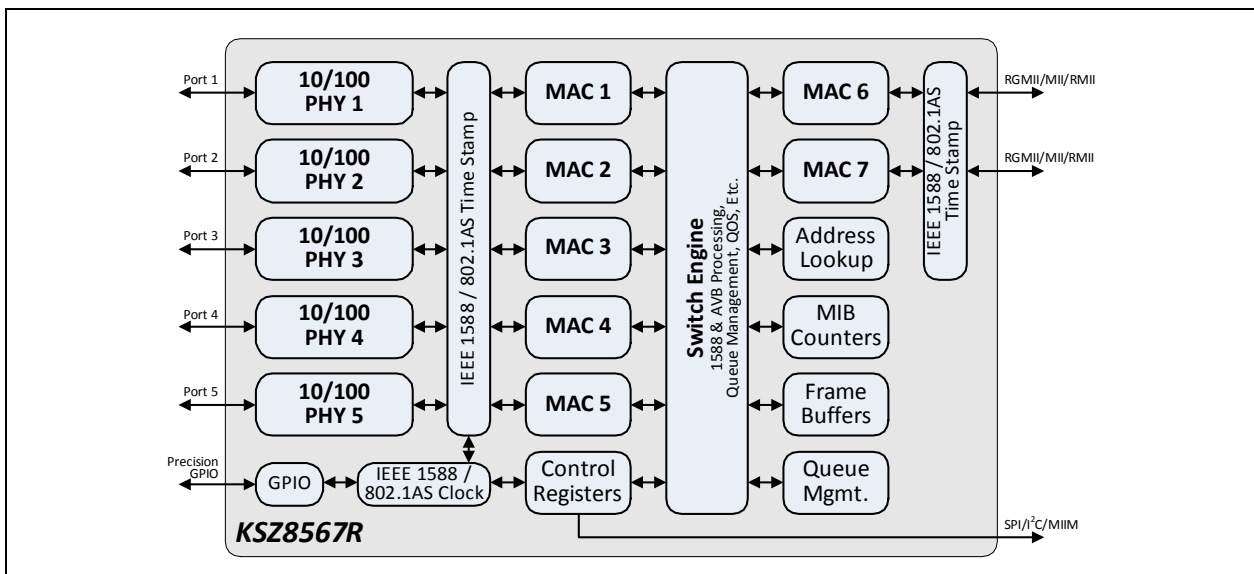 Port 1
10/100
PHY 1
MAC 1
MAC 6
RGMII/MII/RMII
Port 2
10/100
PHY 2
MAC 2
MAC 7
RGMII/MII/RMII
Port 3
10/100
PHY 3
MAC 3
Address
Lookup
Port 4
10/100
PHY 4
MAC 4
MIB
Counters
Port 5
10/100
PHY 5
MAC 5
Frame
Buffers
IEEE 1588 / 802.1AS Time Stamp
Switch Engine
1588 & AVB Processing,
Queue Management, QOS, Etc.
IEEE 1588 / 802.1AS
Time Stamp
Precision
GPIO
GPIO
IEEE 1588 /
802.1AS Clock
Control
Registers
Queue
Mgmt.
KSZ8567R
SPI/I²C/MIIM